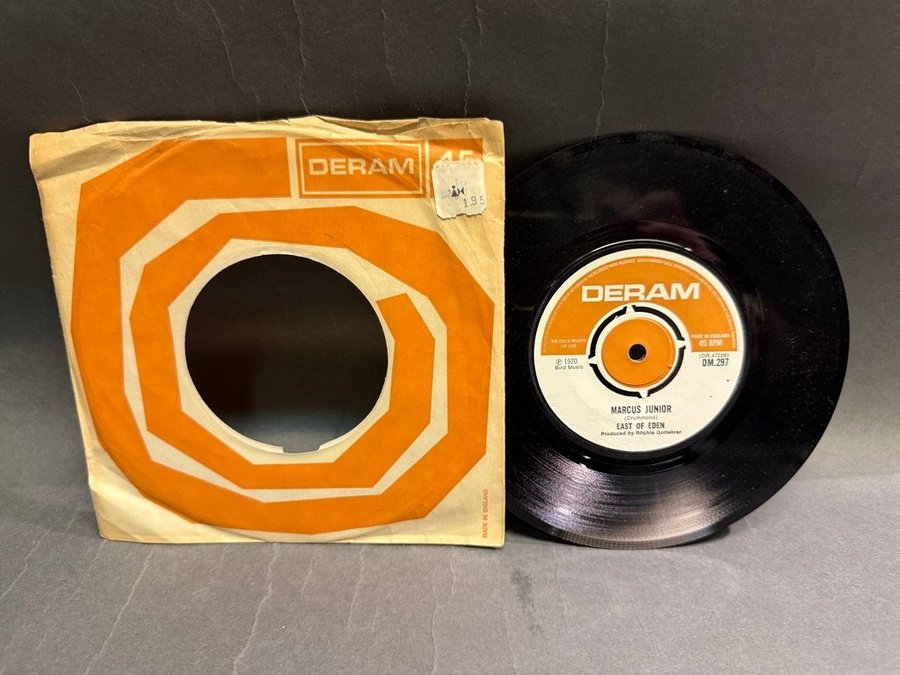 DERAM 45
1.95
MADE IN ENGLAND
DERAM
THE DECCA RECORD
CO. LTD.
MADE IN ENGLAND
45 RPM
℗ 1970
Bird Music
(DR.47259)
DM.297
MARCUS JUNIOR
(Drummond)
EAST OF EDEN
Produced by Ritchie Gottehrer